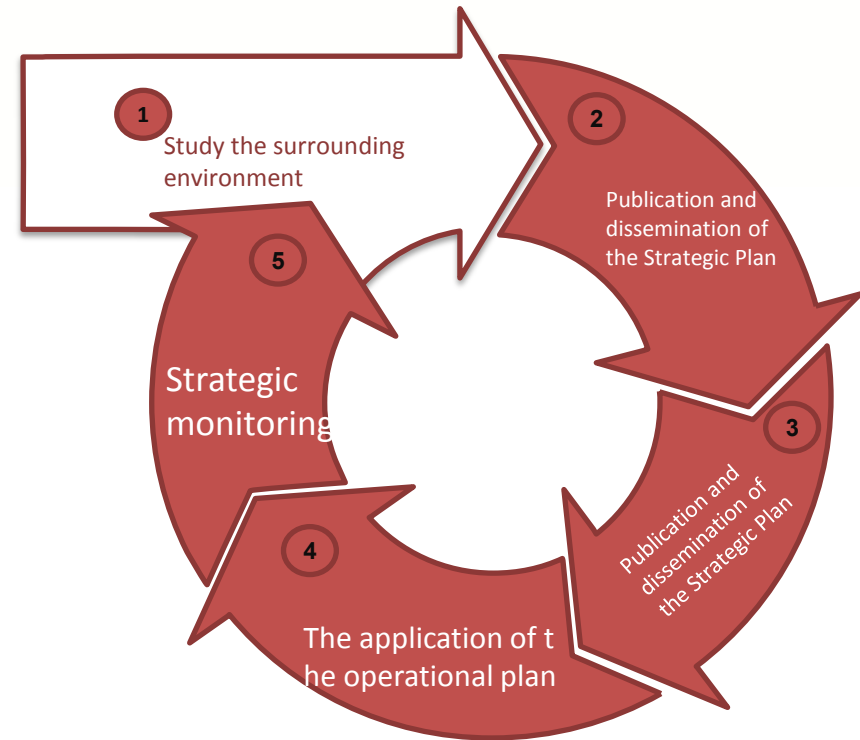 1
Study the surrounding
environment
2
Publication and
dissemination of
the Strategic Plan
3
Publication and
dissemination of
the Strategic Plan
4
The application of t
he operational plan
5
Strategic
monitoring